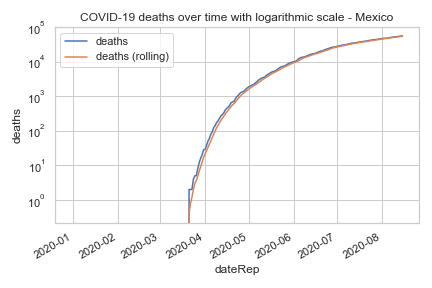 COVID-19 deaths over time with logarithmic scale - Mexico
deaths
deaths (rolling)
10^5
10^4
10^3
10^2
10^1
10^0
deaths
2020-01
2020-02
2020-03
2020-04
2020-05
2020-06
2020-07
2020-08
dateRep